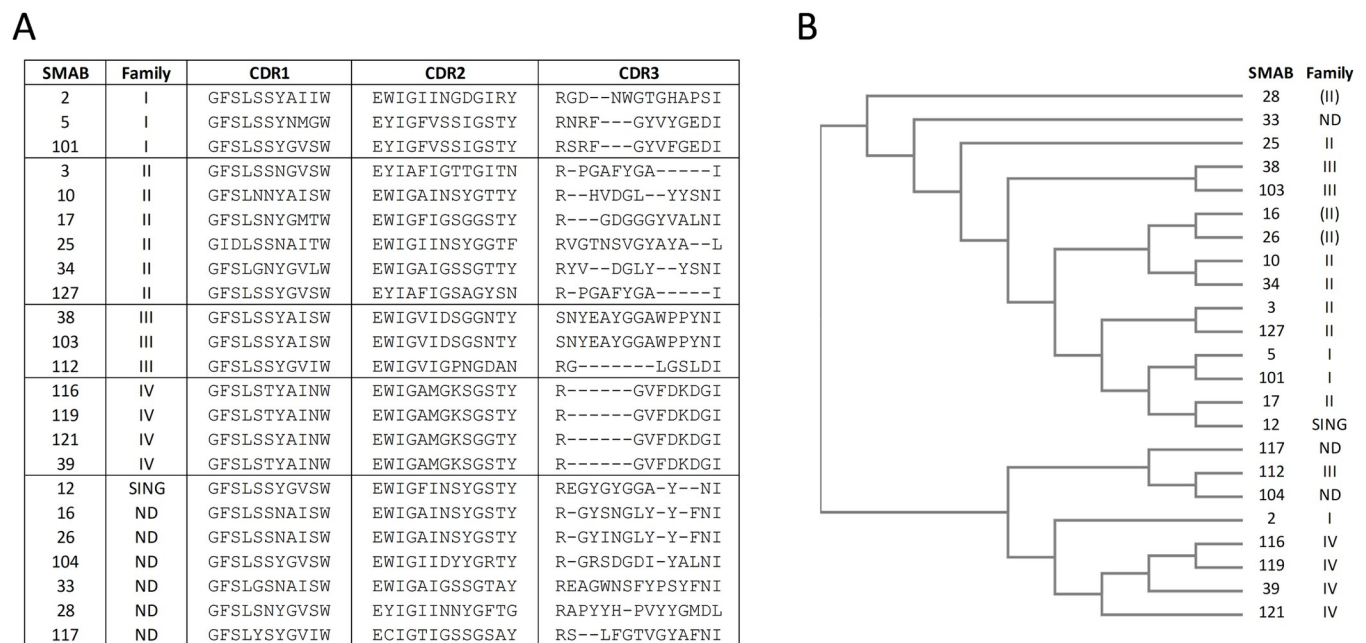 A
SMAB Family CDR1 CDR2 CDR3
2 I GFSLSSYAIIW EWIGIINGDGIRY RGD--NWGTGHAPSI
5 I GFSLSSYNMGW EYIGFVSSIGSTY RNRF---GYVYGEDI
101 I GFSLSSYGVSW EYIGFVSSIGSTY RSRF---GYVFGEDI
3 II GFSLSSNGVSW EYIAFIGTTGITN R-PGAFYGA-----I
10 II GFSLNNYAISW EWIGAINSYGTTY R--HVDGL--YYSNI
17 II GFSLSNYGMTW EWIGFIGSGGSTY R---GDGGGYVALNI
25 II GIDLSSNAITW EWIGIINSYGGTF RVGTNSVGYAYA--L
34 II GFSLGNYGVLW EWIGAIGSSGTTY RYV--DGLY--YSNI
127 II GFSLSSYGVSW EYIAFIGSAGYSN R-PGAFYGA-----I
38 III GFSLSSYAISW EWIGVIDSGGNTY SNYEAYGGAWPPYNI
103 III GFSLSSYAISW EWIGVIDSGSNTY SNYEAYGGAWPPYNI
112 III GFSLSSYGVIW EWIGVIGPNGDAN RG-------LGSLDI
116 IV GFSLSTYAINW EWIGAMGKSGSTY R------GVFDKDGI
119 IV GFSLSTYAINW EWIGAMGKSGSTY R------GVFDKDGI
121 IV GFSLSSYAINW EWIGAMGKSGGTY R------GVFDKDGI
39 IV GFSLSTYAINW EWIGAMGKSGSTY R------GVFDKDGI
12 SING GFSLSSYGVSW EWIGFINSYGSTY REGYGYGGA-Y--NI
16 ND GFSLSSNAISW EWIGAINSYGSTY R-GYSNGLY-Y-FNI
26 ND GFSLSSNAISW EWIGAINSYGSTY R-GYINGLY-Y-FNI
104 ND GFSLSSYGVSW EWIGIIDYYGRTY R-GRSDGDI-YALNI
33 ND GFSLGSNAISW EWIGAIGSSGTAY REAGWNSFYPSYFNI
28 ND GFSLSNYGVSW EYIGIINNYGFTG RAPYYH-PVYYGMDL
117 ND GFSLYSYGVIW ECIGTIGSSGSAY RS--LFGTVGYAFNI
B
SMAB Family
28 (II)
33 ND
25 II
38 III
103 III
16 (II)
26 (II)
10 II
34 II
3 II
127 II
5 I
101 I
17 II
12 SING
117 ND
112 III
104 ND
2 I
116 IV
119 IV
39 IV
121 IV